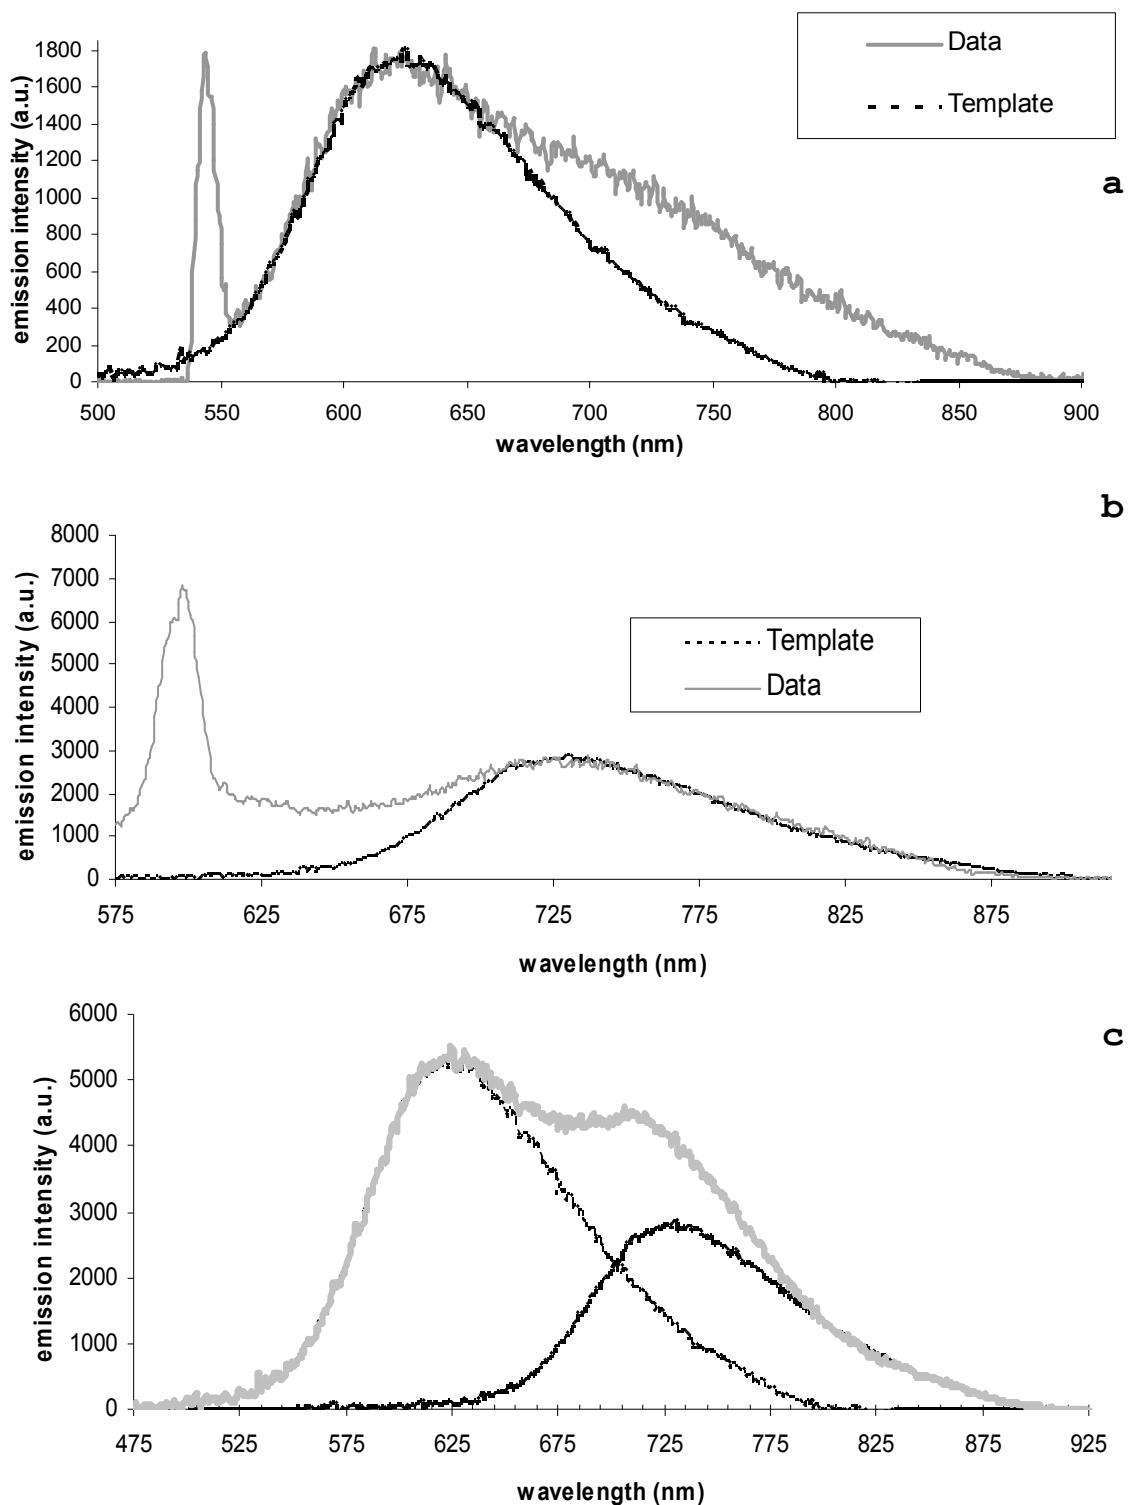 Data
Template
a
emission intensity (a.u.)
1800
1600
1400
1200
1000
800
600
400
200
0
500 550 600 650 700 750 800 850 900
wavelength (nm)
b
emission intensity (a.u.)
8000
7000
6000
5000
4000
3000
2000
1000
0
Template
Data
575 625 675 725 775 825 875
wavelength (nm)
c
emission intensity (a.u.)
6000
5000
4000
3000
2000
1000
0
475 525 575 625 675 725 775 825 875 925
wavelength (nm)